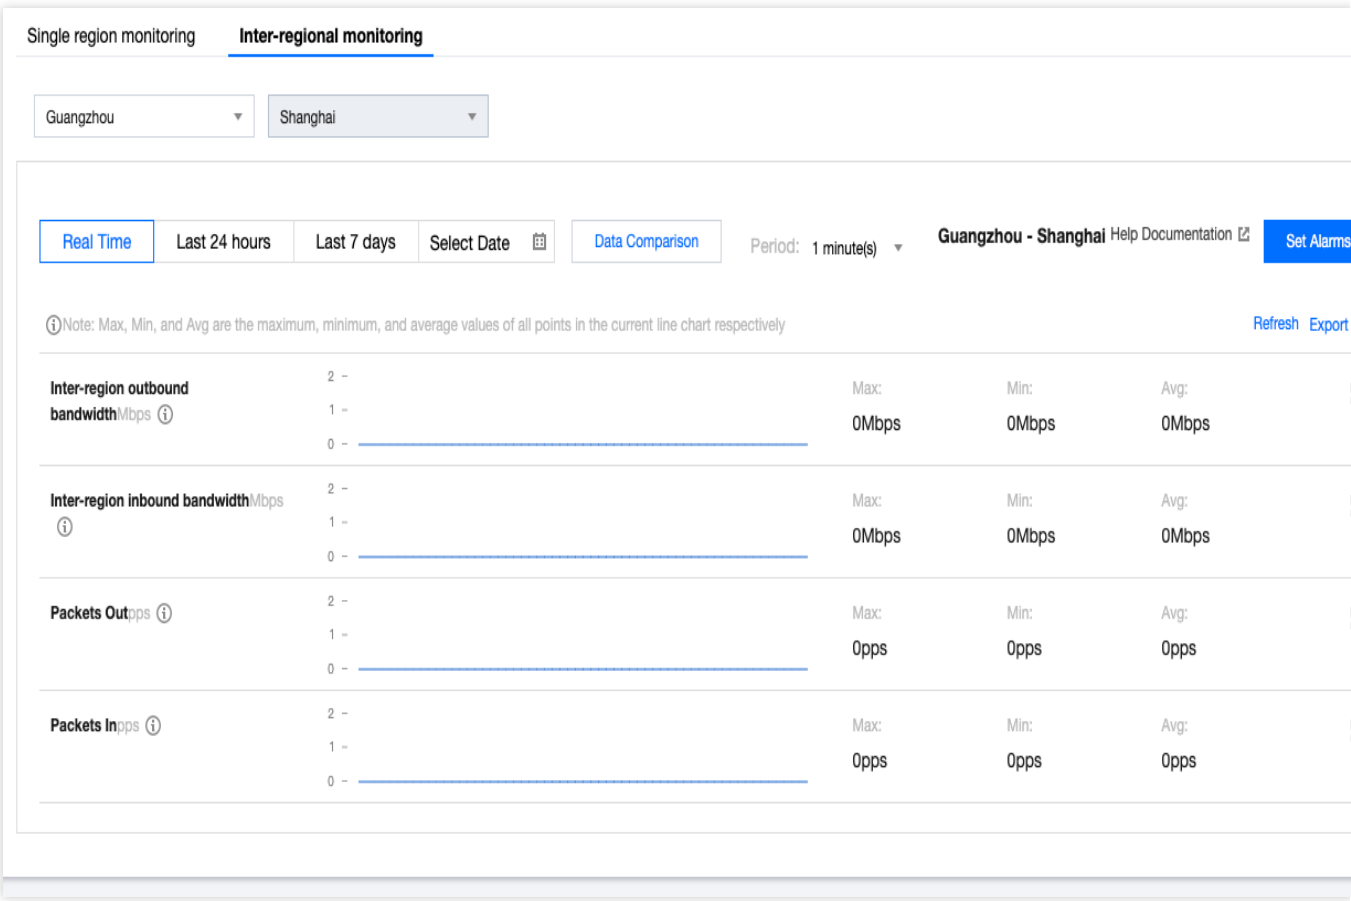 Single region monitoring Inter-regional monitoring
Guangzhou Shanghai
Real Time Last 24 hours Last 7 days Select Date Data Comparison Period: 1 minute(s) Guangzhou - Shanghai Help Documentation Set Alarms
Note: Max, Min, and Avg are the maximum, minimum, and average values of all points in the current line chart respectively Refresh Export
Inter-region outbound
bandwidthMbps
2
1
0
Max: Min: Avg:
0Mbps 0Mbps 0Mbps
Inter-region inbound bandwidthMbps
2
1
0
Max: Min: Avg:
0Mbps 0Mbps 0Mbps
Packets Outpps
2
1
0
Max: Min: Avg:
0pps 0pps 0pps
Packets Inpps
2
1
0
Max: Min: Avg:
0pps 0pps 0pps